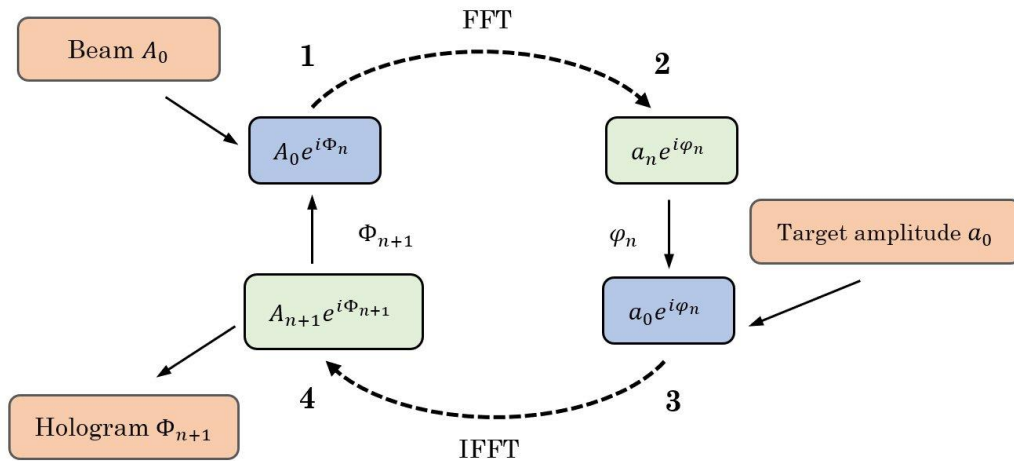 FFT
Beam A₀
1
2
A₀e^{iΦₙ}
aₙe^{iφₙ}
Φₙ₊₁
φₙ
Target amplitude a₀
Aₙ₊₁e^{iΦₙ₊₁}
a₀e^{iφₙ}
4
3
Hologram Φₙ₊₁
IFFT